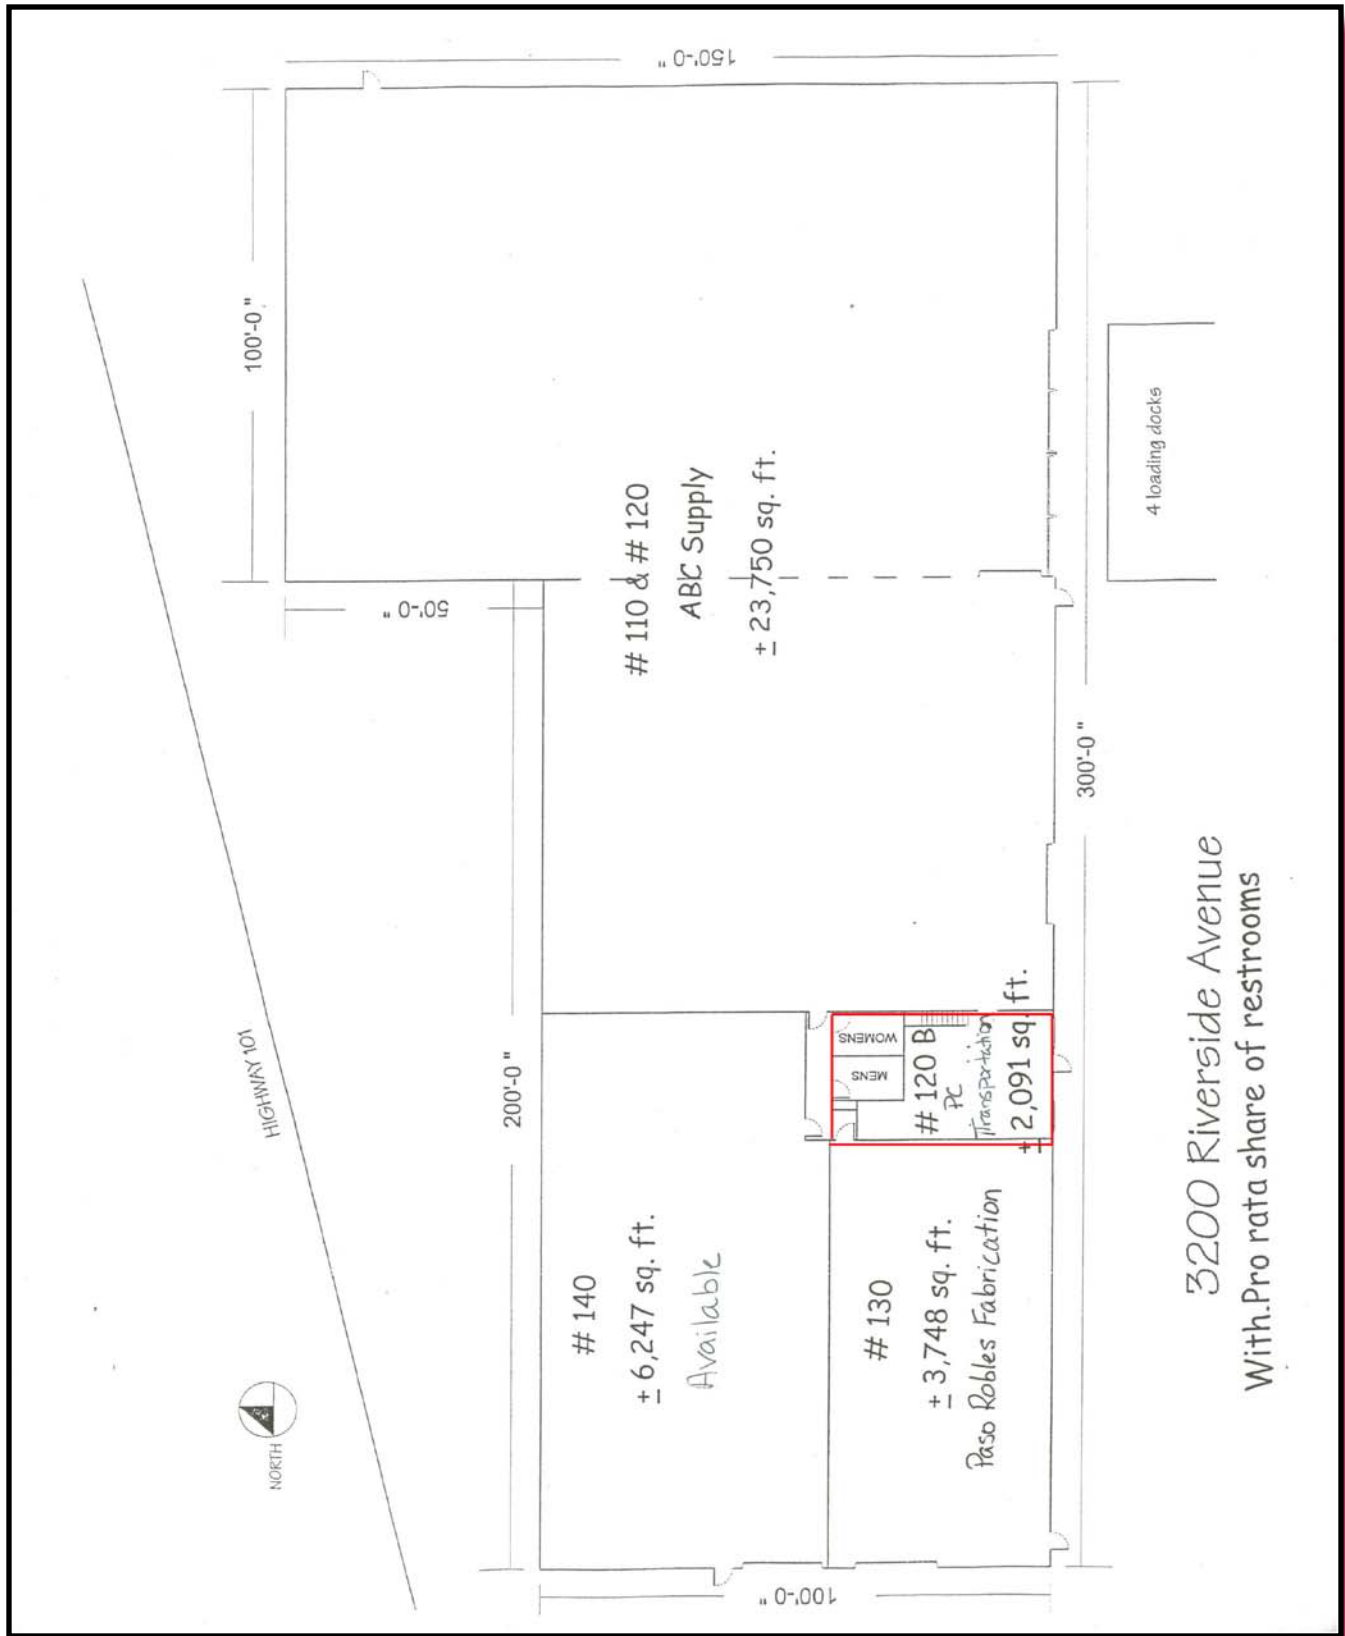 150'-0"
100'-0"
50'-0"
HIGHWAY 101
200'-0"
# 110 & # 120
ABC Supply
± 23,750 sq. ft.
4 loading docks
300'-0"
NORTH
# 140
± 6,247 sq. ft.
Available
WOMENS
MENS
# 120 B
PC
Transportation
± 2,091 sq. ft.
# 130
± 3,748 sq. ft.
Paso Robles Fabrication
100'-0"
3200 Riverside Avenue
With.Pro rata share of restrooms